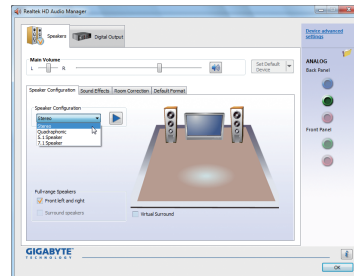 Realtek HD Audio Manager
Speakers
Digital Output
Device advanced
settings
Main Volume
L
R
Set Default
Device
ANALOG
Back Panel
Speaker Configuration
Sound Effects
Room Correction
Default Format
Speaker Configuration
Stereo
Stereo
Quadraphonic
5.1 Speaker
7.1 Speaker
Front Panel
Full-range Speakers
Front left and right
Surround speakers
Virtual Surround
GIGABYTE
TECHNOLOGY
OK